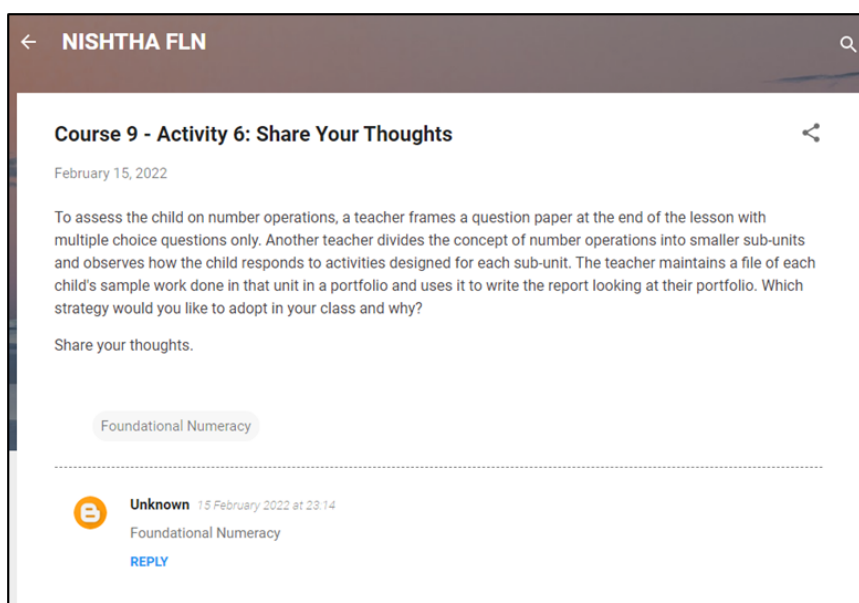 NISHTHA FLN
Course 9 - Activity 6: Share Your Thoughts
February 15, 2022
To assess the child on number operations, a teacher frames a question paper at the end of the lesson with
multiple choice questions only. Another teacher divides the concept of number operations into smaller sub-units
and observes how the child responds to activities designed for each sub-unit. The teacher maintains a file of each
child's sample work done in that unit in a portfolio and uses it to write the report looking at their portfolio. Which
strategy would you like to adopt in your class and why?
Share your thoughts.
Foundational Numeracy
Unknown 15 February 2022 at 23:14
Foundational Numeracy
REPLY